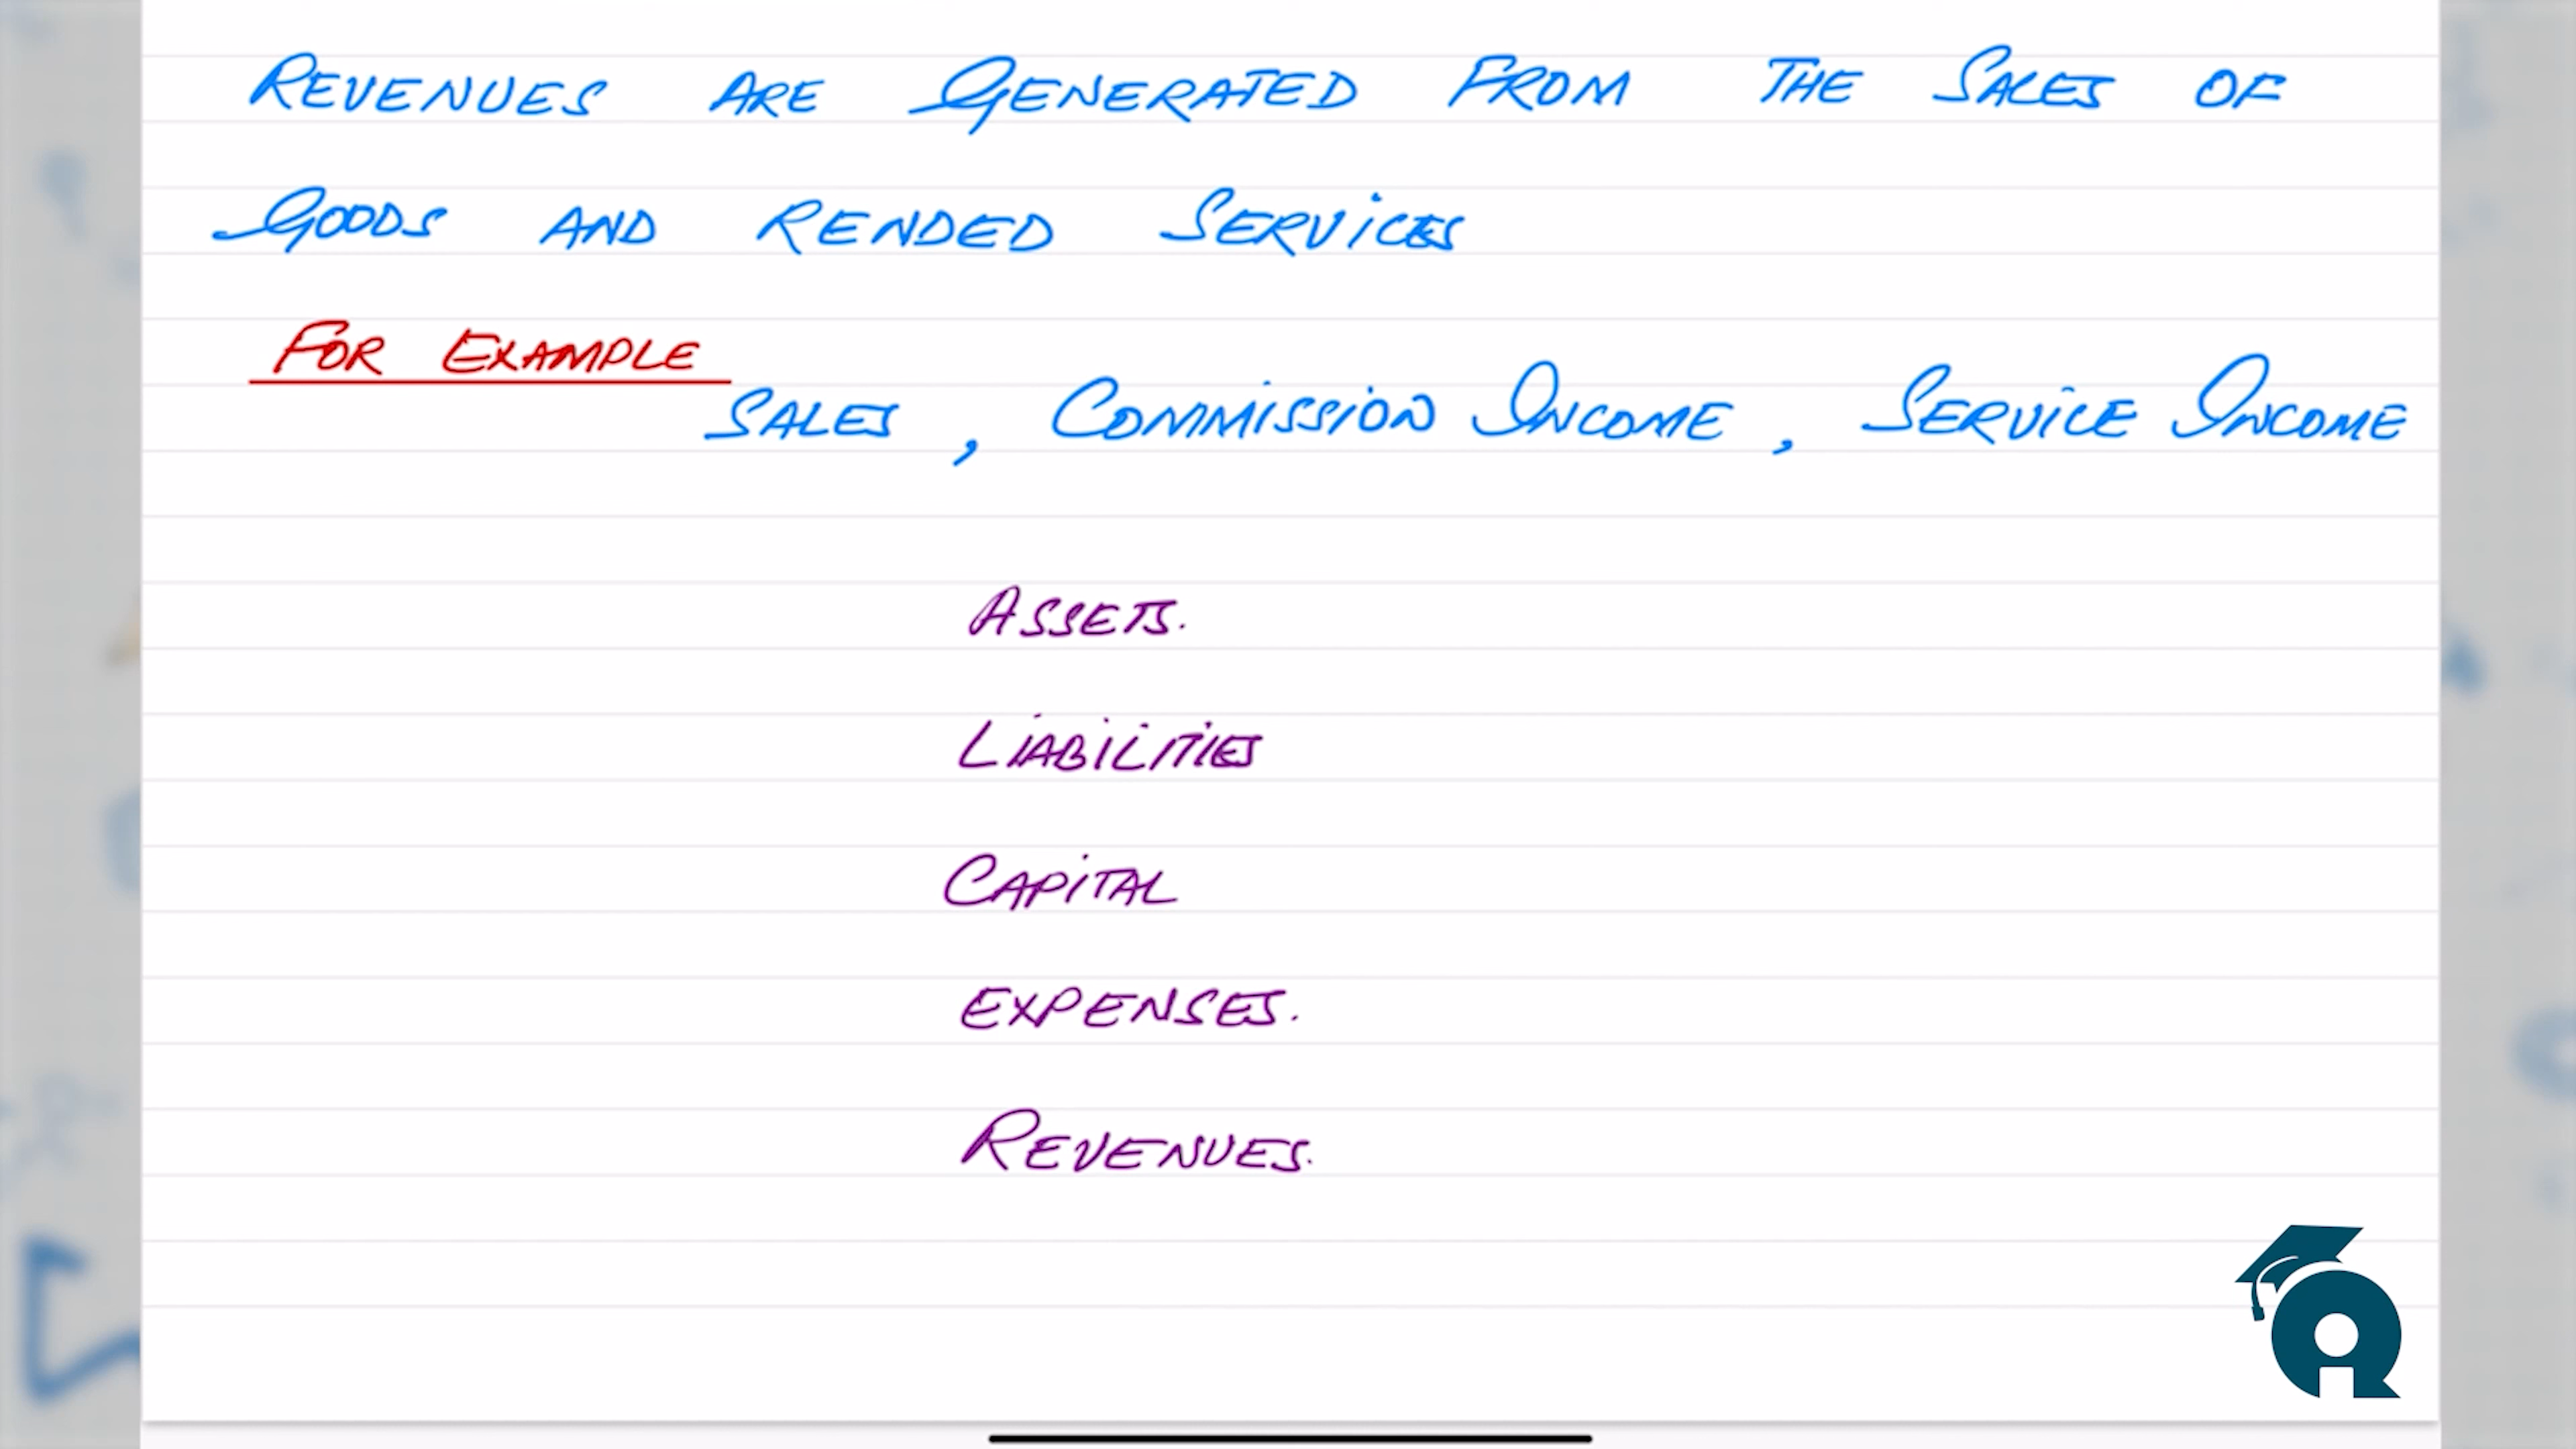 REVENUES ARE GENERATED FROM THE SALES OF
GOODS AND RENDED SERVICES
FOR EXAMPLE
SALES, COMMISSION INCOME, SERVICE INCOME
ASSETS.
LIABILITIES
CAPITAL
EXPENSES.
REVENUES.